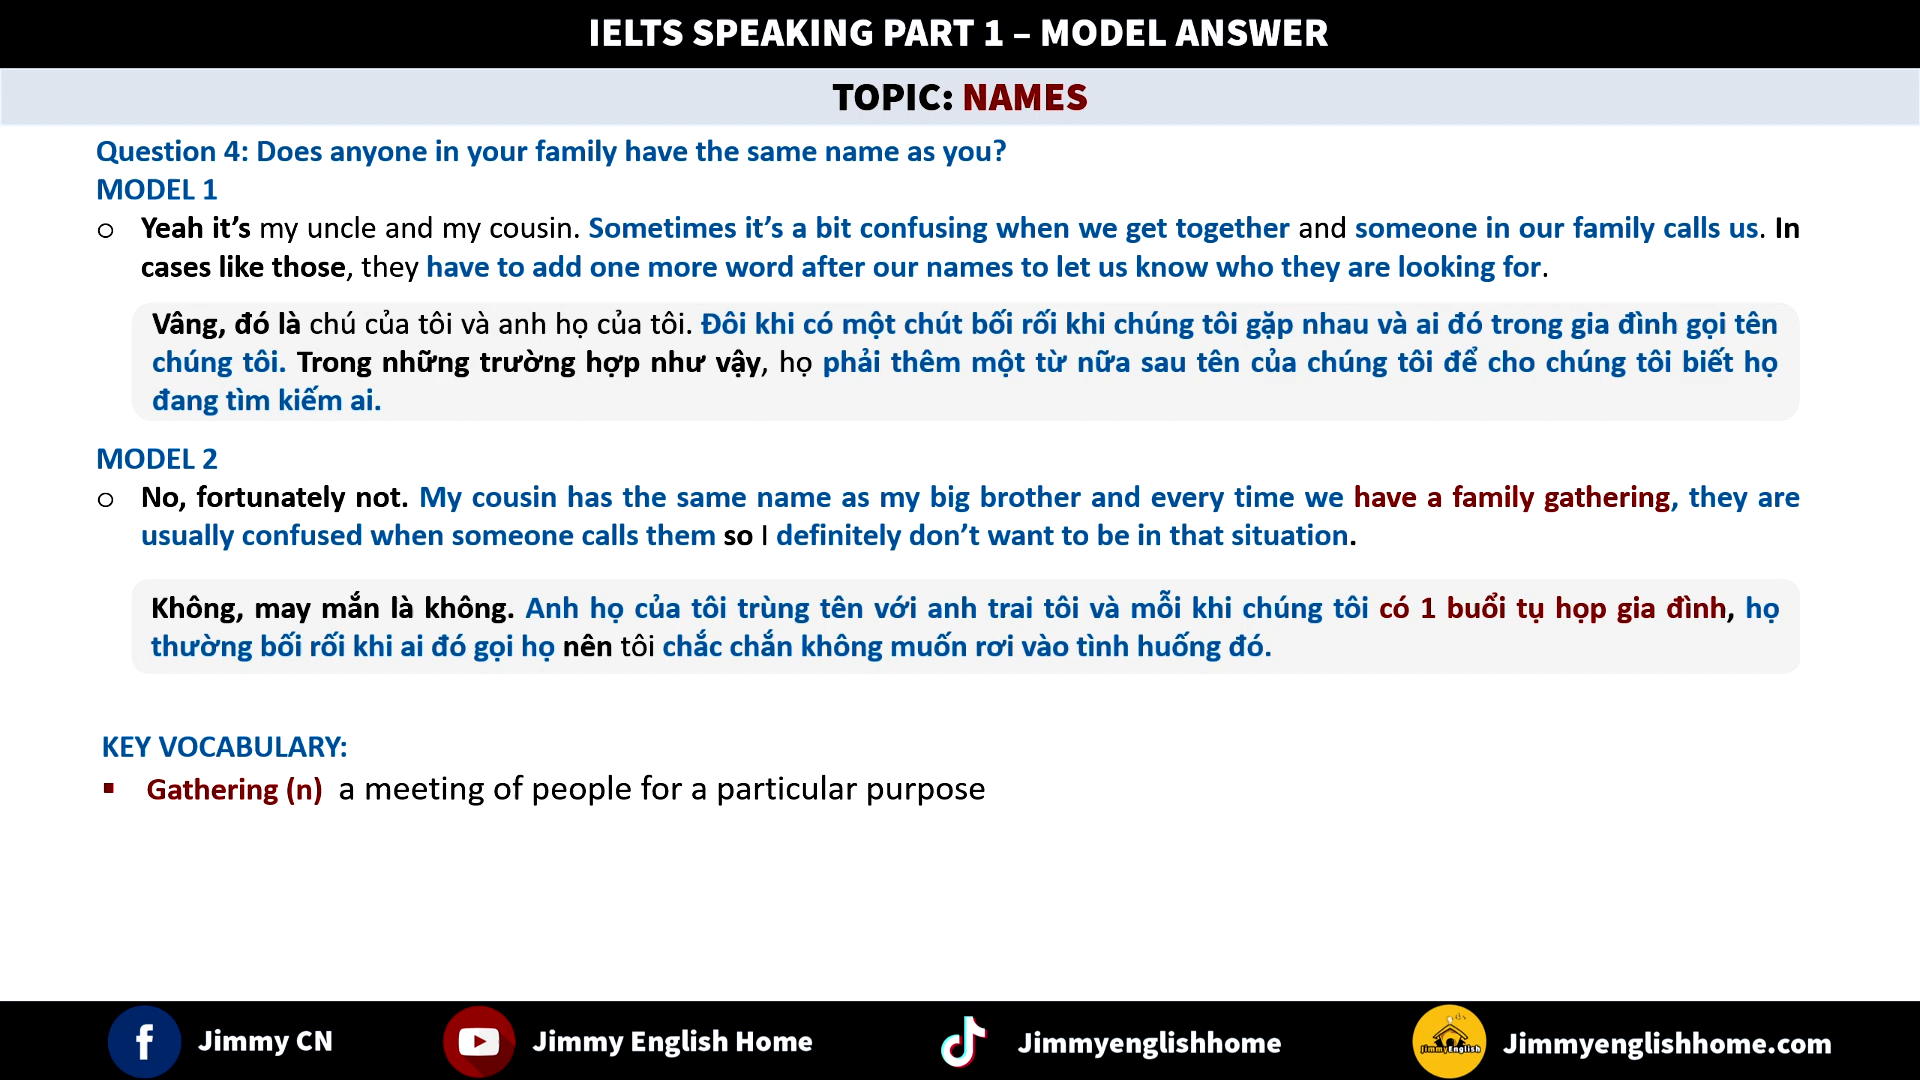 IELTS SPEAKING PART 1 – MODEL ANSWER
TOPIC: NAMES
Question 4: Does anyone in your family have the same name as you?
MODEL 1
o Yeah it’s my uncle and my cousin. Sometimes it’s a bit confusing when we get together and someone in our family calls us. In
cases like those, they have to add one more word after our names to let us know who they are looking for.
Vâng, đó là chú của tôi và anh họ của tôi. Đôi khi có một chút bối rối khi chúng tôi gặp nhau và ai đó trong gia đình gọi tên
chúng tôi. Trong những trường hợp như vậy, họ phải thêm một từ nữa sau tên của chúng tôi để cho chúng tôi biết họ
đang tìm kiếm ai.
MODEL 2
o No, fortunately not. My cousin has the same name as my big brother and every time we have a family gathering, they are
usually confused when someone calls them so I definitely don’t want to be in that situation.
Không, may mắn là không. Anh họ của tôi trùng tên với anh trai tôi và mỗi khi chúng tôi có 1 buổi tụ họp gia đình, họ
thường bối rối khi ai đó gọi họ nên tôi chắc chắn không muốn rơi vào tình huống đó.
KEY VOCABULARY:
▪ Gathering (n) a meeting of people for a particular purpose
Jimmy CN
Jimmy English Home
Jimmyenglishhome
JimmyEnglish
Jimmyenglishhome.com